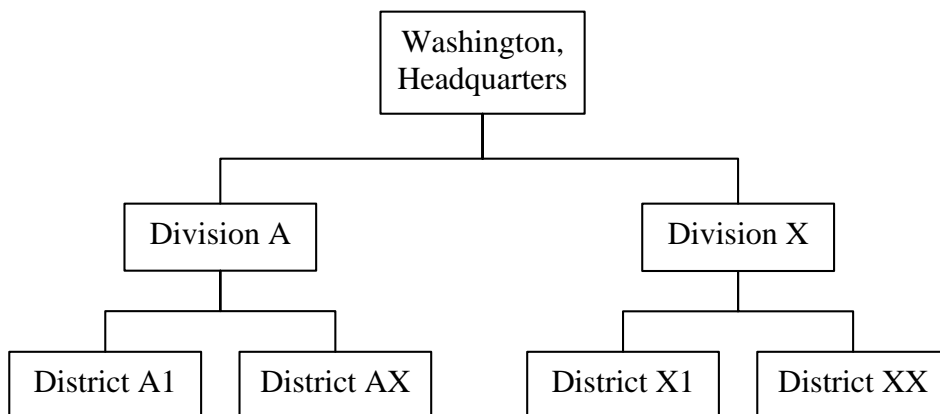 Washington,
Headquarters
Division A
Division X
District A1
District AX
District X1
District XX